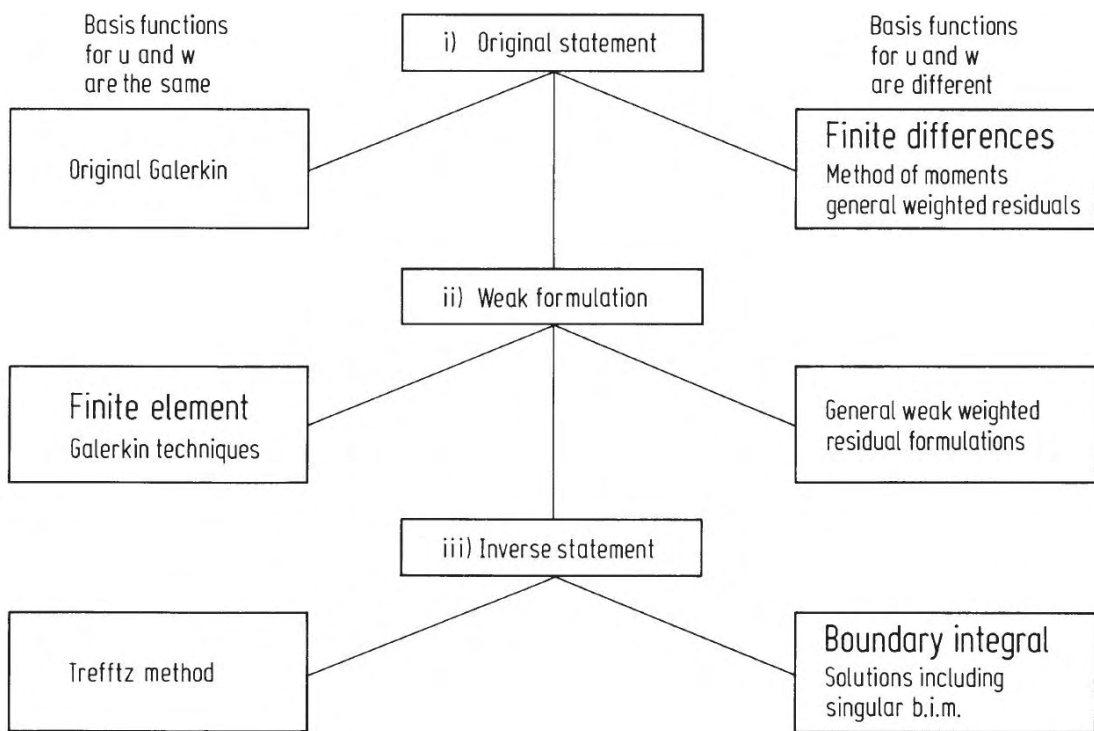 Basis functions
for u and w
are the same
i) Original statement
Basis functions
for u and w
are different
Original Galerkin
Finite differences
Method of moments
general weighted residuals
ii) Weak formulation
Finite element
Galerkin techniques
General weak weighted
residual formulations
iii) Inverse statement
Trefftz method
Boundary integral
Solutions including
singular b.i.m.